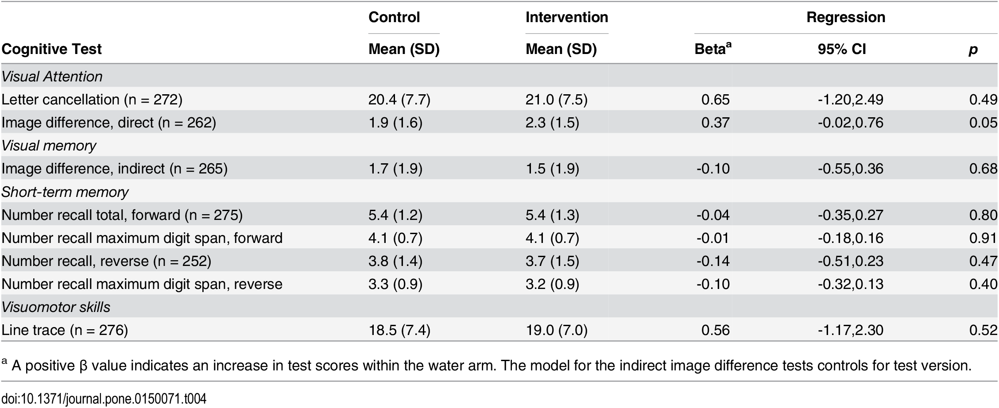 Control Intervention Regression
Cognitive Test Mean (SD) Mean (SD) Betaᵃ 95% CI p
Visual Attention
Letter cancellation (n = 272) 20.4 (7.7) 21.0 (7.5) 0.65 -1.20,2.49 0.49
Image difference, direct (n = 262) 1.9 (1.6) 2.3 (1.5) 0.37 -0.02,0.76 0.05
Visual memory
Image difference, indirect (n = 265) 1.7 (1.9) 1.5 (1.9) -0.10 -0.55,0.36 0.68
Short-term memory
Number recall total, forward (n = 275) 5.4 (1.2) 5.4 (1.3) -0.04 -0.35,0.27 0.80
Number recall maximum digit span, forward 4.1 (0.7) 4.1 (0.7) -0.01 -0.18,0.16 0.91
Number recall, reverse (n = 252) 3.8 (1.4) 3.7 (1.5) -0.14 -0.51,0.23 0.47
Number recall maximum digit span, reverse 3.3 (0.9) 3.2 (0.9) -0.10 -0.32,0.13 0.40
Visuomotor skills
Line trace (n = 276) 18.5 (7.4) 19.0 (7.0) 0.56 -1.17,2.30 0.52
ᵃ A positive β value indicates an increase in test scores within the water arm. The model for the indirect image difference tests controls for test version.
doi:10.1371/journal.pone.0150071.t004